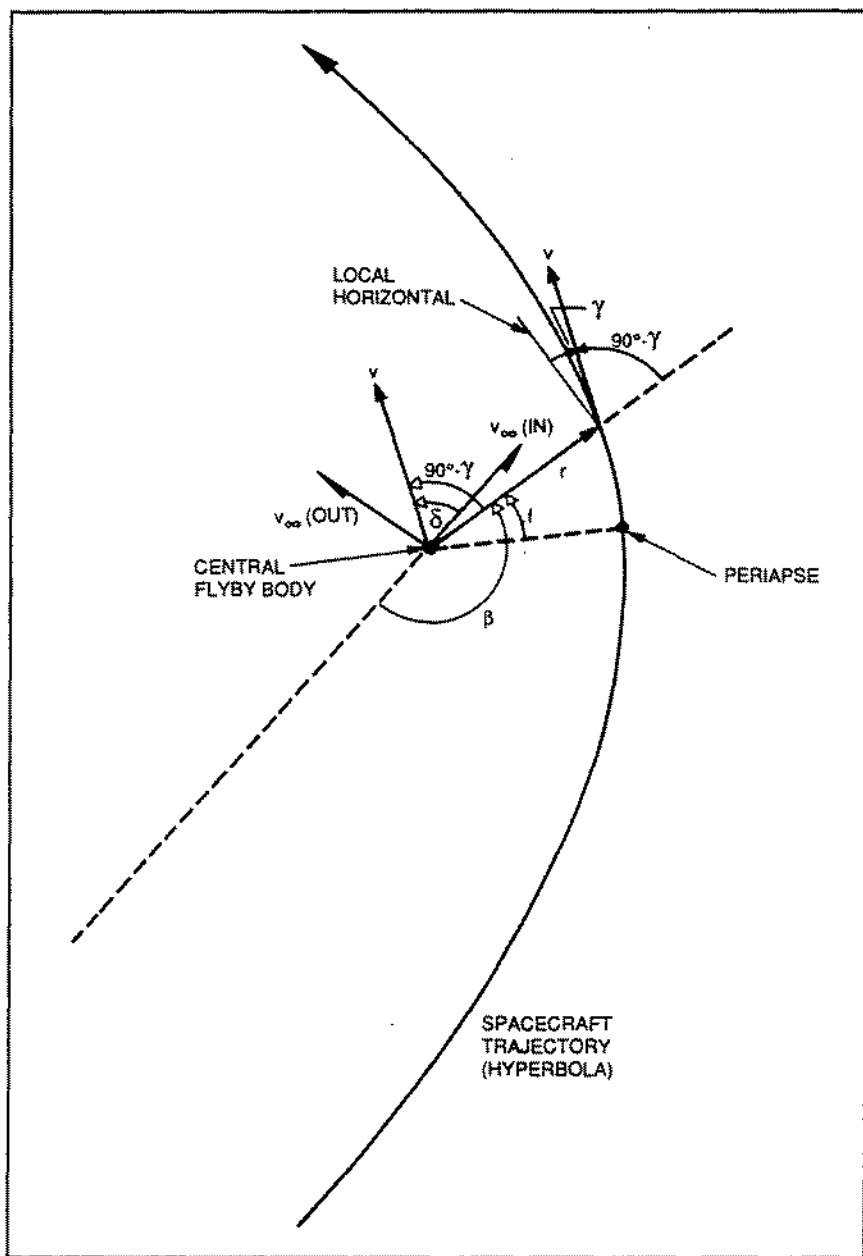 v
LOCAL
HORIZONTAL
γ
90°-γ
v
v∞ (IN)
90°-γ
r
v∞ (OUT)
δ
f
CENTRAL
FLYBY BODY
PERIAPSE
β
SPACECRAFT
TRAJECTORY
(HYPERBOLA)